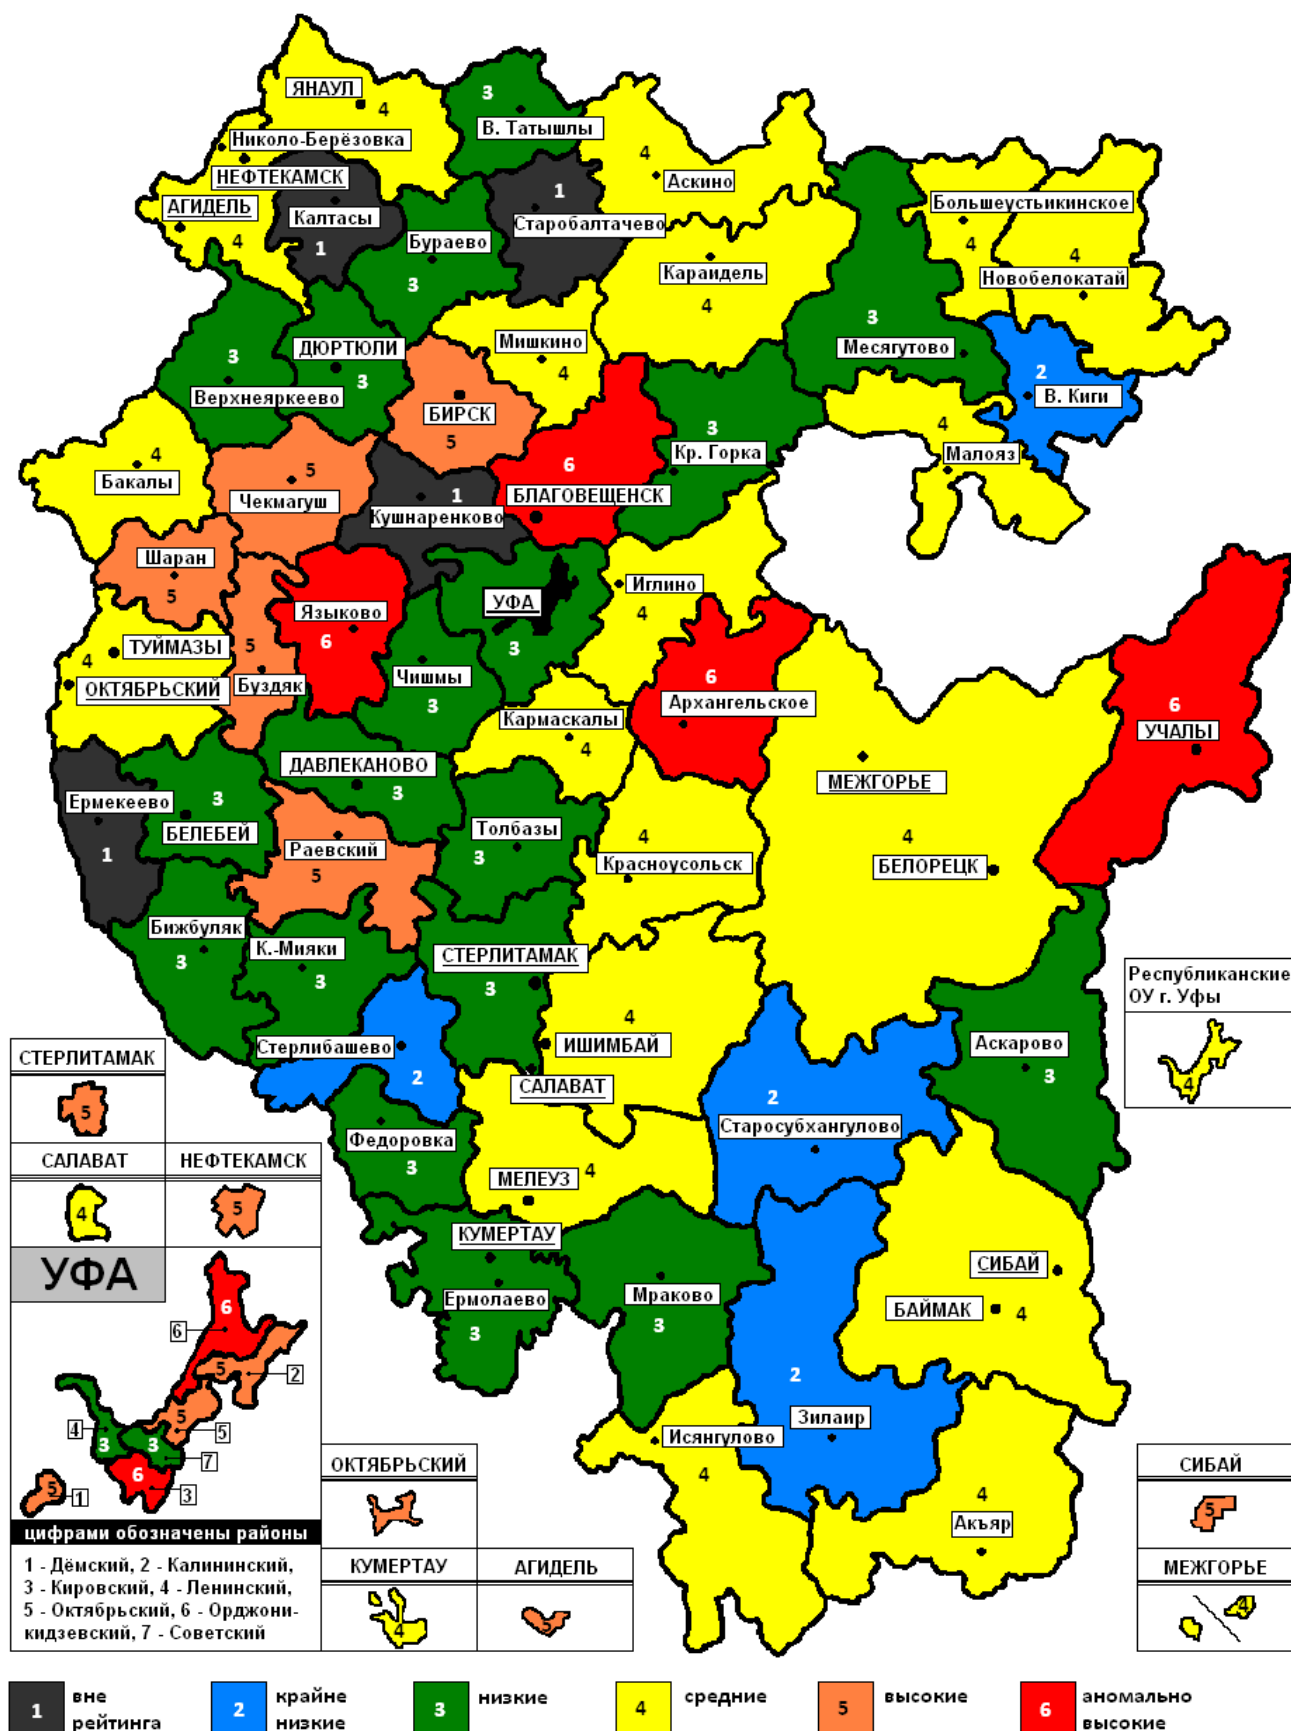 ЯНАУЛ
4
3
В. Татышлы
Николо-Берёзовка
НЕФТЕКАМСК
АГИДЕЛЬ
4
Калтасы
1
1
Старобалтачево
4
Аскино
Бураево
3
Караидель
4
Большеустьикинское
4
4
Новобелокатай
3
Месягутово
2
В. Киги
4
Малояз
3
Верхнеяркеево
ДЮРТЮЛИ
3
Мишкино
4
БИРСК
5
3
Кр. Горка
4
Бакалы
5
Чекмагуш
1
Кушнаренково
6
БЛАГОВЕЩЕНСК
Шаран
5
УФА
3
Иглино
4
Языково
6
4
ТУЙМАЗЫ
ОКТЯБРЬСКИЙ
5
Буздяк
Чишмы
3
Кармаскалы
4
6
Архангельское
6
УЧАЛЫ
МЕЖГОРЬЕ
4
БЕЛОРЕЦК
ДАВЛЕКАНОВО
3
Ермекеево
1
3
БЕЛЕБЕЙ
Раевский
5
Толбазы
3
4
Красноусольск
Бижбуляк
3
К.-Мияки
3
СТЕРЛИТАМАК
3
4
ИШИМБАЙ
САЛАВАТ
Стерлибашево
2
Аскарово
3
2
Старосубхангулово
Федоровка
3
МЕЛЕУЗ
4
КУМЕРТАУ
Ермолаево
3
Мраково
3
СИБАЙ
БАЙМАК
4
2
Зилаир
Исянгулово
4
4
Акъяр
Республиканские
ОУ г. Уфы
4
СТЕРЛИТАМАК
5
САЛАВАТ
4
НЕФТЕКАМСК
5
УФА
6
6
5
2
5
5
4
3
3
7
6
3
5
1
цифрами обозначены районы
1 - Дёмский, 2 - Калининский,
3 - Кировский, 4 - Ленинский,
5 - Октябрьский, 6 - Орджони-
кидзевский, 7 - Советский
ОКТЯБРЬСКИЙ
КУМЕРТАУ
4
АГИДЕЛЬ
5
СИБАЙ
5
МЕЖГОРЬЕ
4
1 вне
рейтинга
2 крайне
низкие
3 низкие
4 средние
5 высокие
6 аномально
высокие